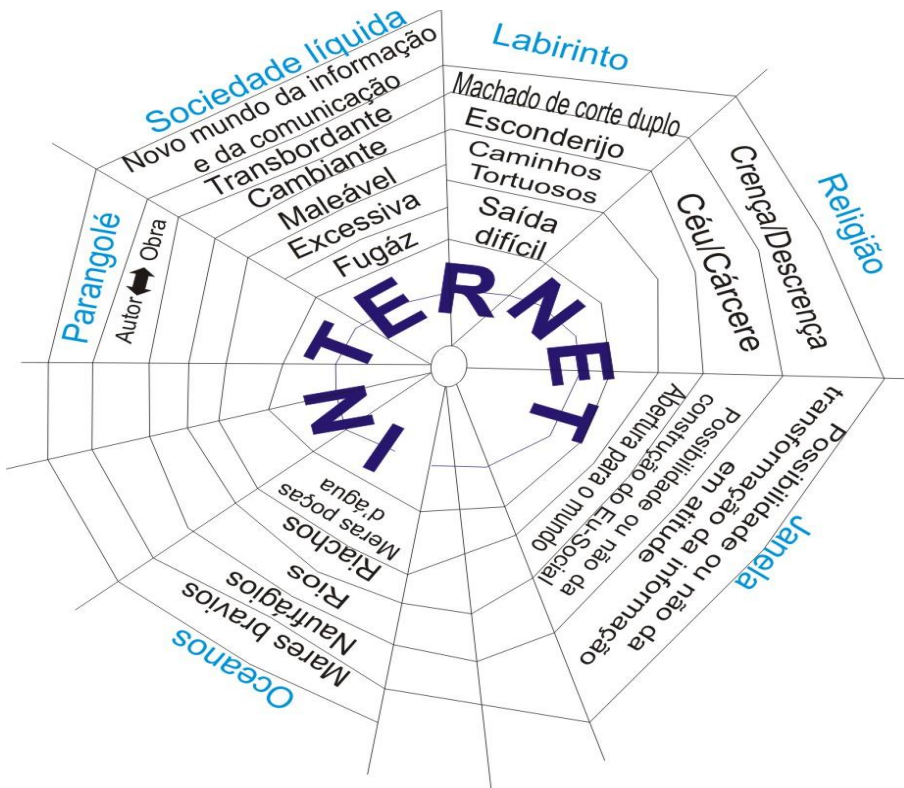 Sociedade líquida
Novo mundo da informação
e da comunicação
Transbordante
Cambiante
Maleável
Excessiva
Fugáz
Labirinto
Machado de corte duplo
Esconderijo
Caminhos
Tortuosos
Saída
difícil
Religião
Crença/Descrença
Céu/Cárcere
Janela
Possibilidade ou não da
transformação da informação
em atitude
Possibilidade ou não da
construção do Eu-Social
Abertura para o mundo
Oceanos
Mares bravios
Naufrágios
Rios
Riachos
Meras poças
d'água
Parangolé
Autor ↔ Obra
INTERNET